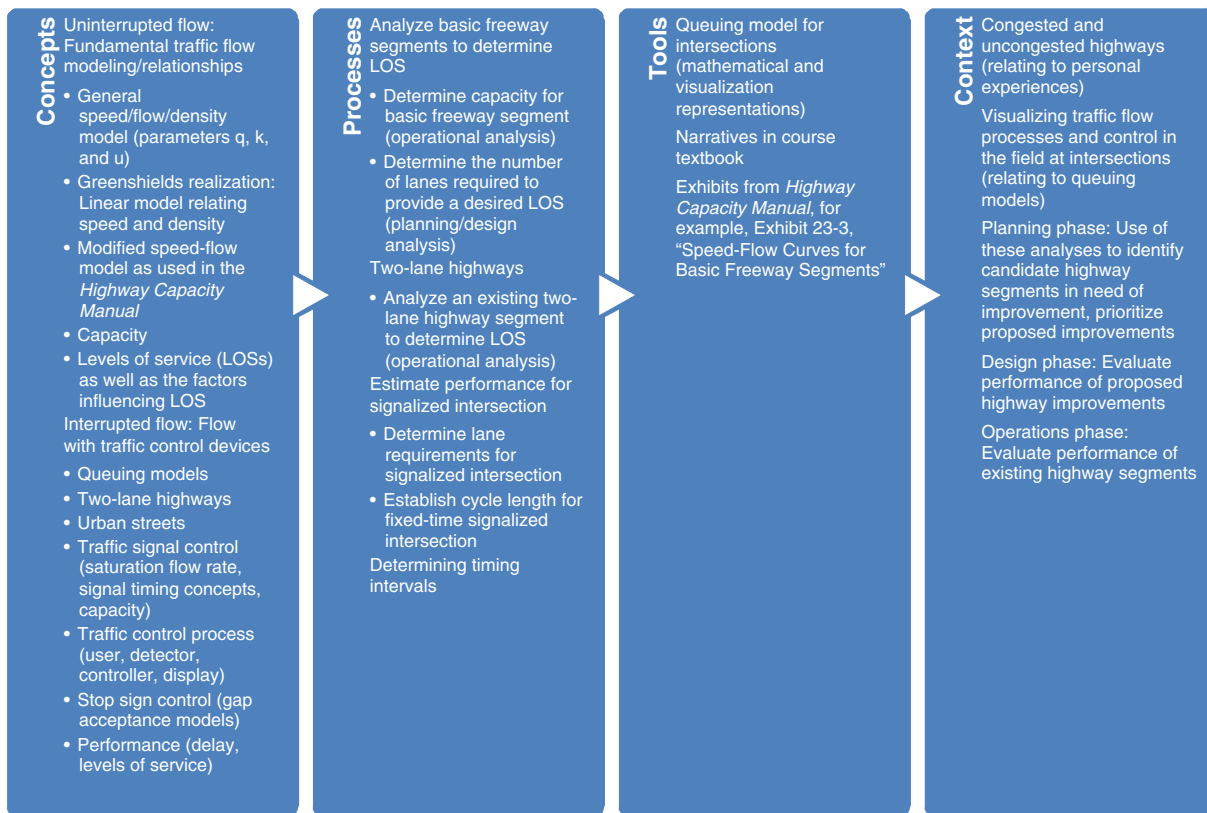 Concepts
Uninterrupted flow:
Fundamental traffic flow
modeling/relationships
• General
speed/flow/density
model (parameters q, k,
and u)
• Greenshields realization:
Linear model relating
speed and density
• Modified speed-flow
model as used in the
Highway Capacity
Manual
• Capacity
• Levels of service (LOSs)
as well as the factors
influencing LOS
Interrupted flow: Flow
with traffic control devices
• Queuing models
• Two-lane highways
• Urban streets
• Traffic signal control
(saturation flow rate,
signal timing concepts,
capacity)
• Traffic control process
(user, detector,
controller, display)
• Stop sign control (gap
acceptance models)
• Performance (delay,
levels of service)
Processes
Analyze basic freeway
segments to determine
LOS
• Determine capacity for
basic freeway segment
(operational analysis)
• Determine the number
of lanes required to
provide a desired LOS
(planning/design
analysis)
Two-lane highways
• Analyze an existing two-
lane highway segment
to determine LOS
(operational analysis)
Estimate performance for
signalized intersection
• Determine lane
requirements for
signalized intersection
• Establish cycle length for
fixed-time signalized
intersection
Determining timing
intervals
Tools
Queuing model for
intersections
(mathematical and
visualization
representations)
Narratives in course
textbook
Exhibits from Highway
Capacity Manual, for
example, Exhibit 23-3,
“Speed-Flow Curves for
Basic Freeway Segments”
Context
Congested and
uncongested highways
(relating to personal
experiences)
Visualizing traffic flow
processes and control in
the field at intersections
(relating to queuing
models)
Planning phase: Use of
these analyses to identify
candidate highway
segments in need of
improvement, prioritize
proposed improvements
Design phase: Evaluate
performance of proposed
highway improvements
Operations phase:
Evaluate performance of
existing highway segments